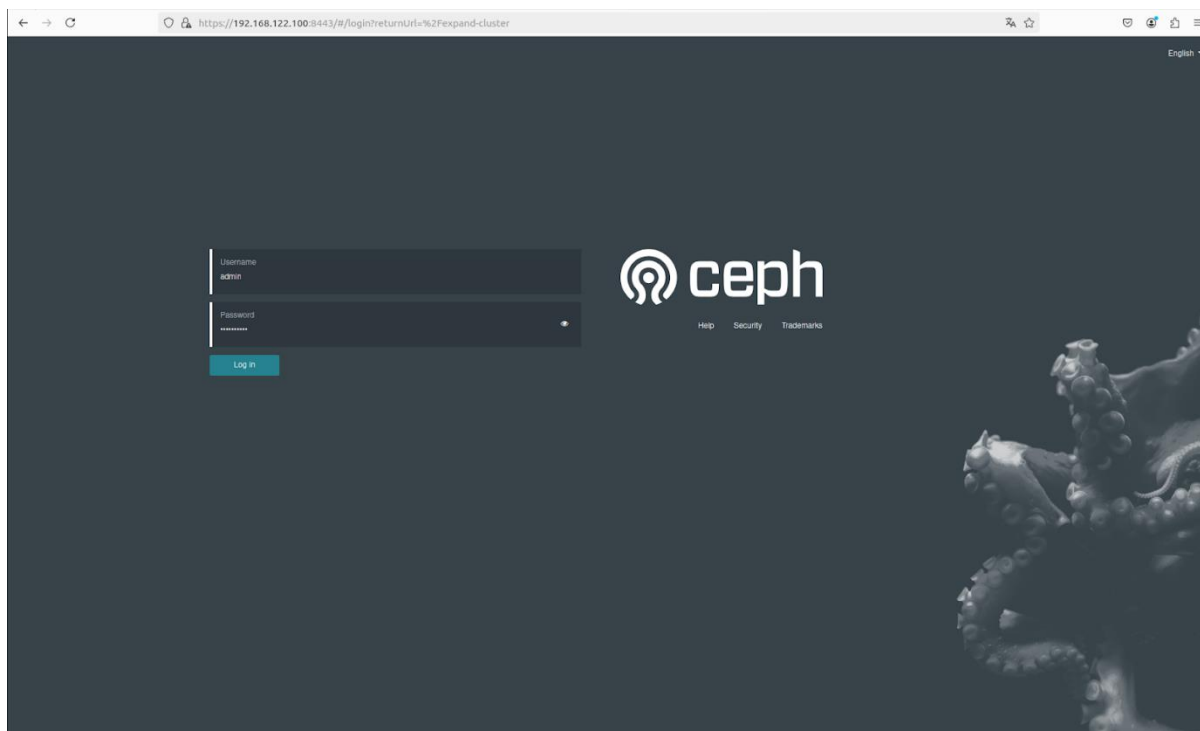 https://192.168.122.100:8443/#/login?returnUrl=%2Fexpand-cluster
English
Username
admin
Password
••••••••••
Log in
ceph
Help Security Trademarks